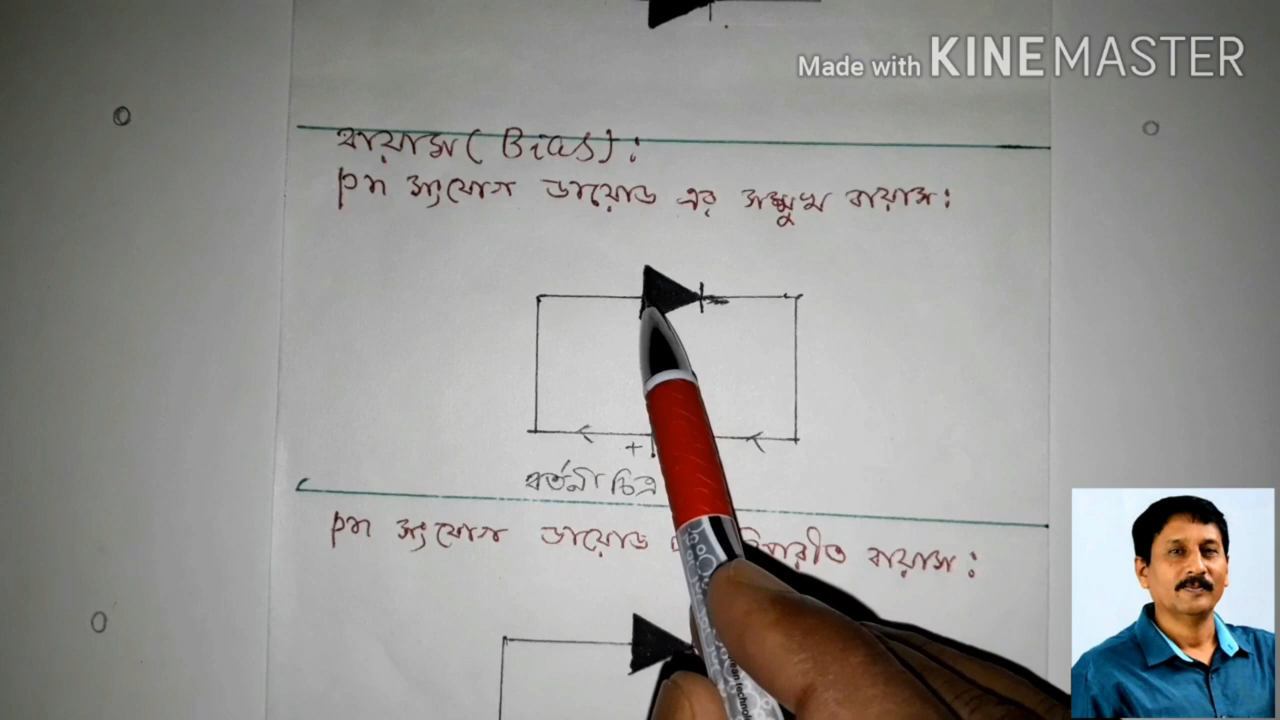 Made with KINEMASTER
বায়াস ( Bias ) :
pn সংযোগ ডায়োড এর সম্মুখ বায়াস :
+
বর্তনী চিত্র
pn সংযোগ ডায়োড বিপরীত বায়াস :